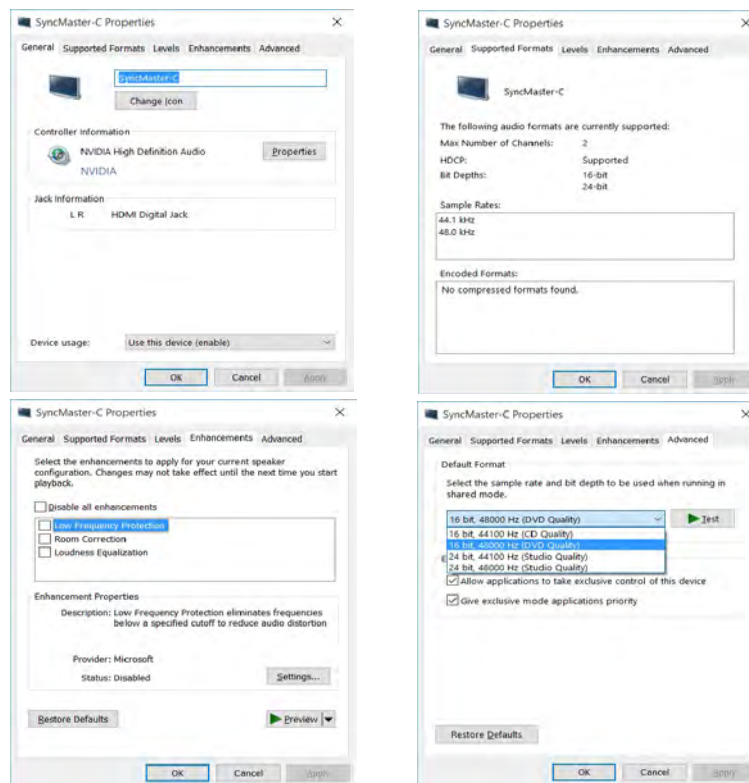 SyncMaster-C Properties
General Supported Formats Levels Enhancements Advanced
SyncMaster-C
Change Icon
Controller Information
NVIDIA High Definition Audio
Properties
NVIDIA
Jack Information
L R HDMI Digital Jack
Device usage: Use this device (enable)
OK Cancel Apply
SyncMaster-C Properties
General Supported Formats Levels Enhancements Advanced
SyncMaster-C
The following audio formats are currently supported:
Max Number of Channels: 2
HDCP: Supported
Bit Depths: 16-bit
24-bit
Sample Rates:
44.1 kHz
48.0 kHz
Encoded Formats:
No compressed formats found.
OK Cancel Apply
SyncMaster-C Properties
General Supported Formats Levels Enhancements Advanced
Select the enhancements to apply for your current speaker
configuration. Changes may not take effect until the next time you start
playback.
Disable all enhancements
Low Frequency Protection
Room Correction
Loudness Equalization
Enhancement Properties
Description: Low Frequency Protection eliminates frequencies
below a specified cutoff to reduce audio distortion
Provider: Microsoft
Status: Disabled
Settings...
Restore Defaults
Preview
OK Cancel Apply
SyncMaster-C Properties
General Supported Formats Levels Enhancements Advanced
Default Format
Select the sample rate and bit depth to be used when running in
shared mode.
16 bit, 48000 Hz (DVD Quality)
Test
16 bit, 44100 Hz (CD Quality)
16 bit, 48000 Hz (DVD Quality)
24 bit, 44100 Hz (Studio Quality)
24 bit, 48000 Hz (Studio Quality)
Allow applications to take exclusive control of this device
Give exclusive mode applications priority
Restore Defaults
OK Cancel Apply